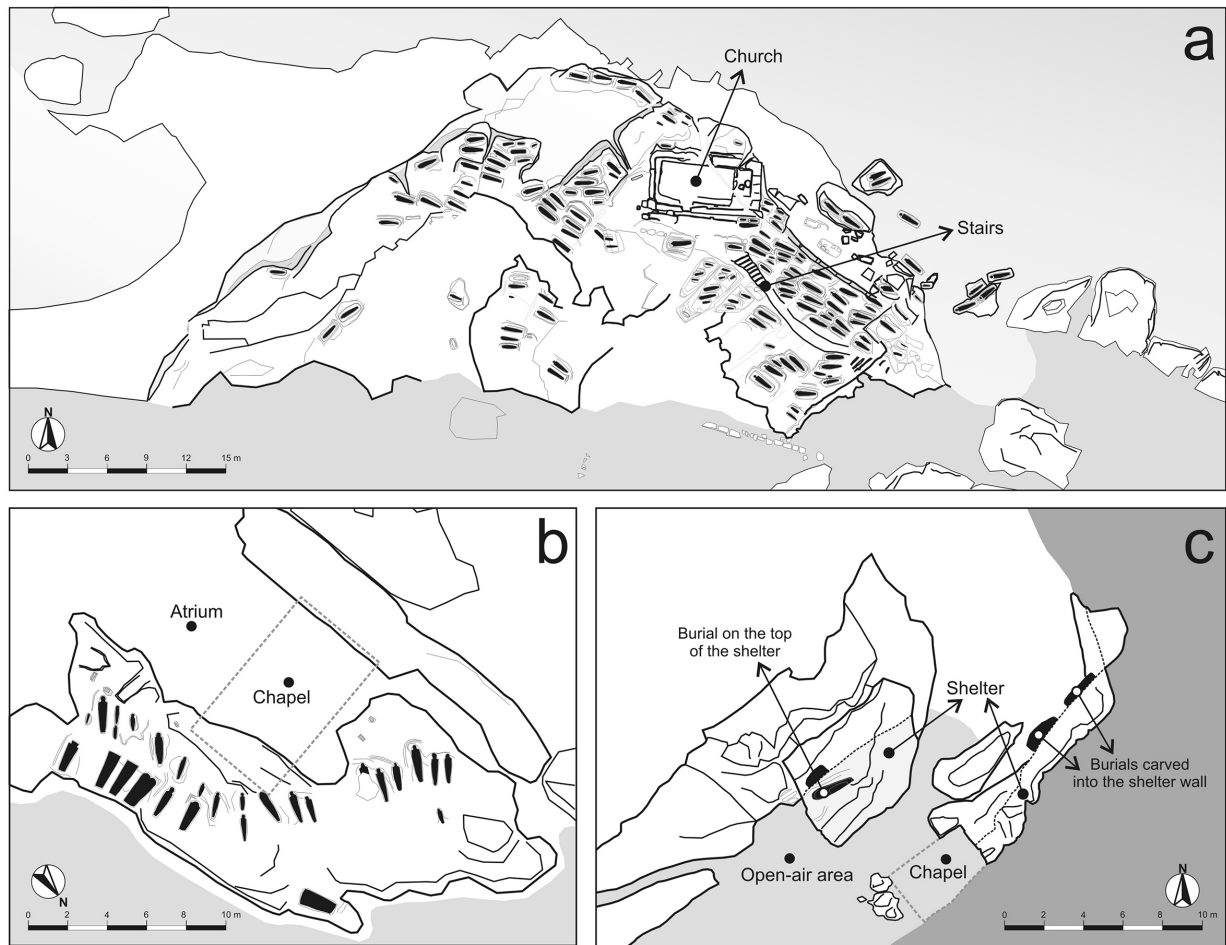 a
Church
Stairs
N
0 3 6 9 12 15 m
b
Atrium
Chapel
N
0 2 4 6 8 10 m
c
Burial on the top
of the shelter
Shelter
Burials carved
into the shelter wall
Open-air area
Chapel
N
0 2 4 6 8 10 m